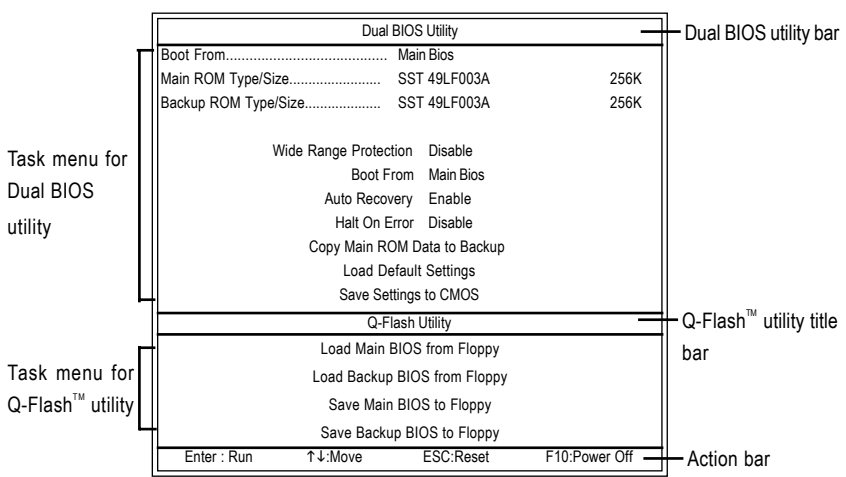 Dual BIOS Utility
Dual BIOS utility bar
Boot From......................................... Main Bios
Main ROM Type/Size....................... SST 49LF003A 256K
Backup ROM Type/Size................... SST 49LF003A 256K
Task menu for
Dual BIOS
utility
Wide Range Protection Disable
Boot From Main Bios
Auto Recovery Enable
Halt On Error Disable
Copy Main ROM Data to Backup
Load Default Settings
Save Settings to CMOS
Q-Flash Utility
Q-Flash™ utility title
bar
Task menu for
Q-Flash™ utility
Load Main BIOS from Floppy
Load Backup BIOS from Floppy
Save Main BIOS to Floppy
Save Backup BIOS to Floppy
Enter : Run ↑↓:Move ESC:Reset F10:Power Off
Action bar